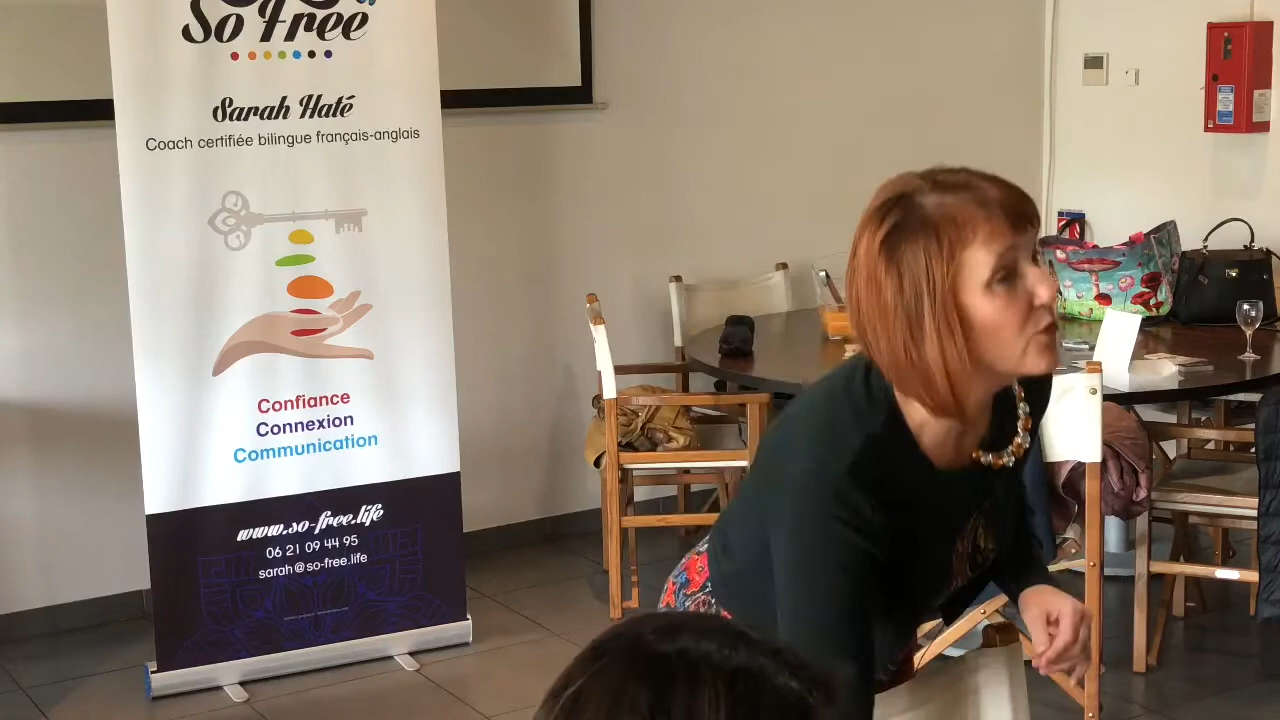 So Free
Sarah Haté
Coach certifiée bilingue français-anglais
Confiance
Connexion
Communication
www.so-free.life
06 21 09 44 95
sarah@so-free.life